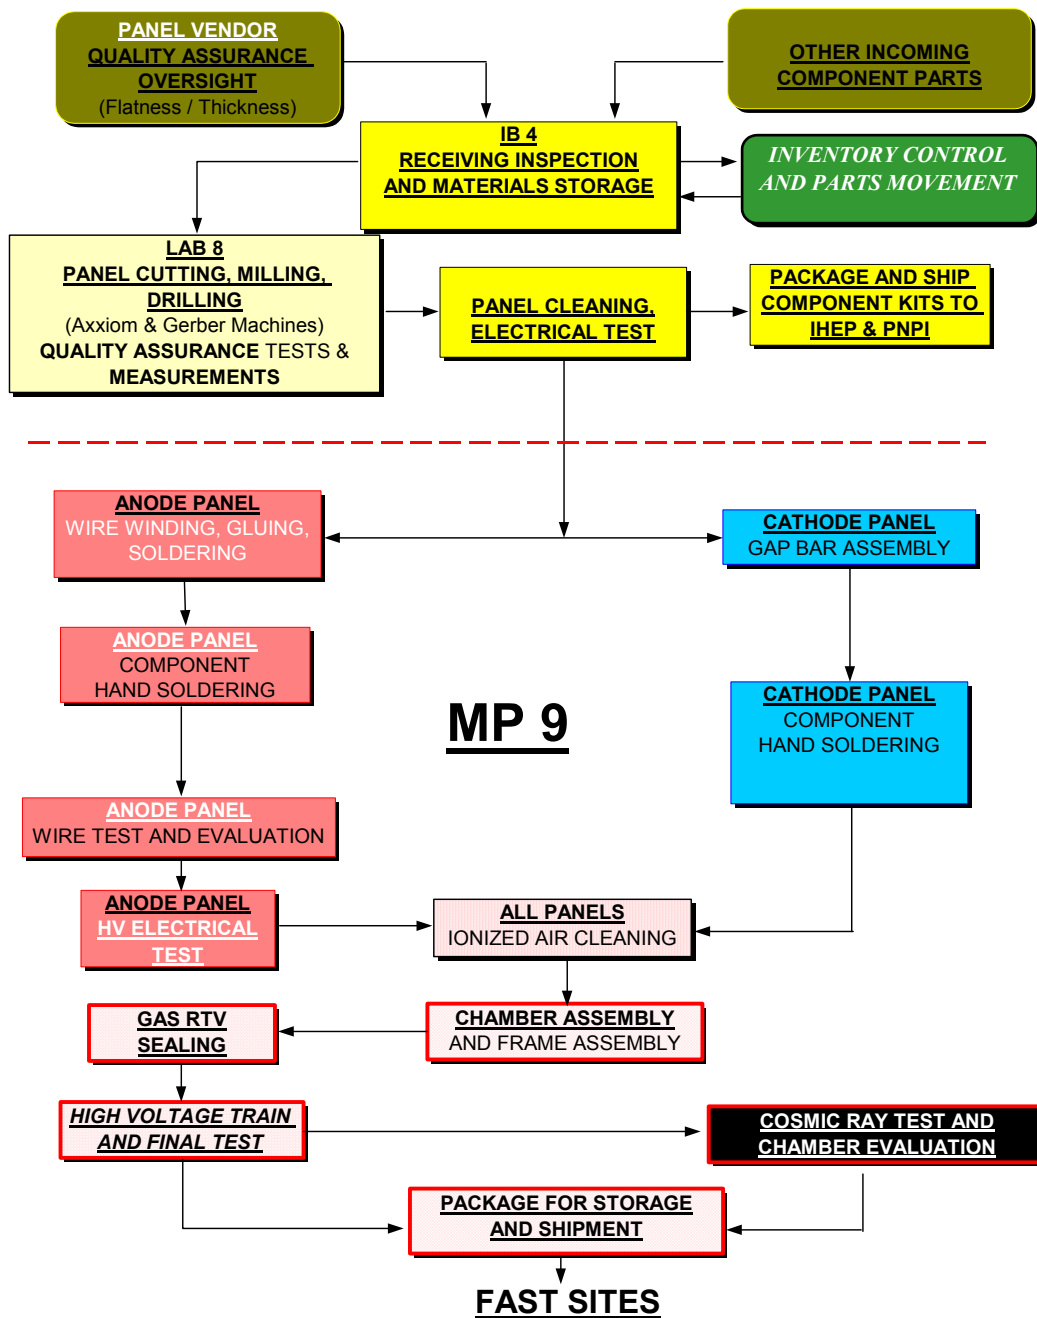 PANEL VENDOR
QUALITY ASSURANCE
OVERSIGHT
(Flatness / Thickness)
OTHER INCOMING
COMPONENT PARTS
IB 4
RECEIVING INSPECTION
AND MATERIALS STORAGE
INVENTORY CONTROL
AND PARTS MOVEMENT
LAB 8
PANEL CUTTING, MILLING,
DRILLING
(Axxiom & Gerber Machines)
QUALITY ASSURANCE TESTS &
MEASUREMENTS
PANEL CLEANING,
ELECTRICAL TEST
PACKAGE AND SHIP
COMPONENT KITS TO
IHEP & PNPI
ANODE PANEL
WIRE WINDING, GLUING,
SOLDERING
CATHODE PANEL
GAP BAR ASSEMBLY
ANODE PANEL
COMPONENT
HAND SOLDERING
MP 9
CATHODE PANEL
COMPONENT
HAND SOLDERING
ANODE PANEL
WIRE TEST AND EVALUATION
ANODE PANEL
HV ELECTRICAL
TEST
ALL PANELS
IONIZED AIR CLEANING
GAS RTV
SEALING
CHAMBER ASSEMBLY
AND FRAME ASSEMBLY
HIGH VOLTAGE TRAIN
AND FINAL TEST
COSMIC RAY TEST AND
CHAMBER EVALUATION
PACKAGE FOR STORAGE
AND SHIPMENT
FAST SITES